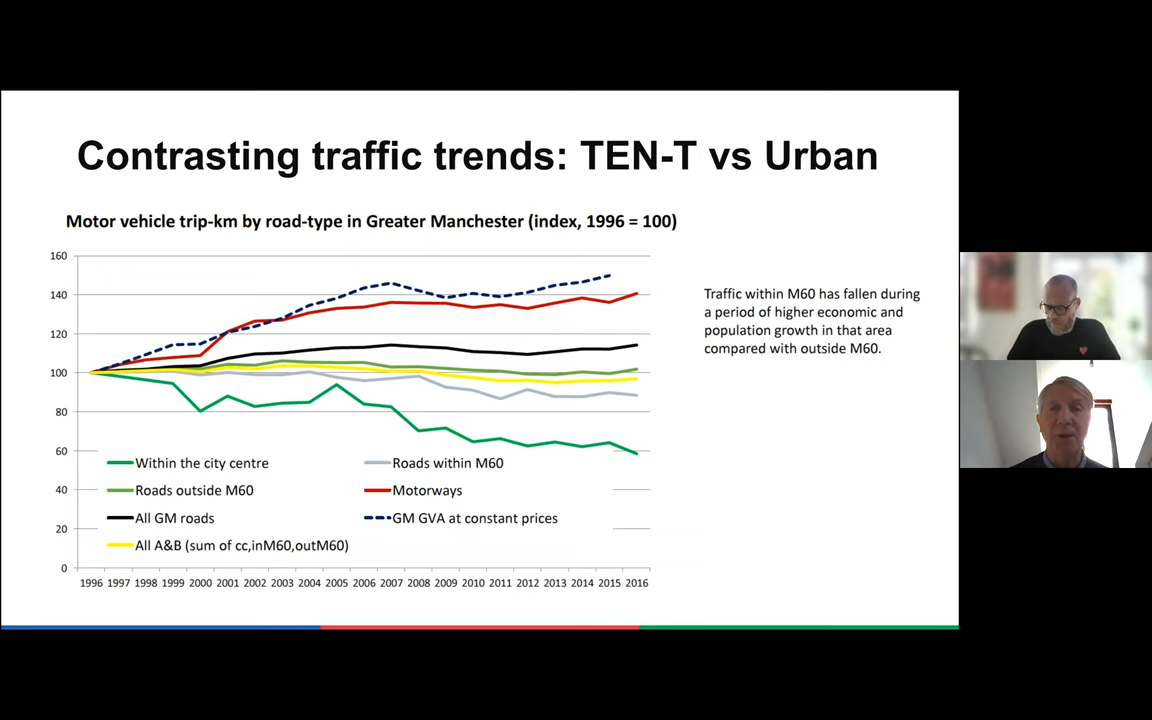 Contrasting traffic trends: TEN-T vs Urban
Motor vehicle trip-km by road-type in Greater Manchester (index, 1996 = 100)
160
140
120
100
80
60
40
20
0
Within the city centre
Roads within M60
Roads outside M60
Motorways
All GM roads
GM GVA at constant prices
All A&B (sum of cc,inM60,outM60)
1996 1997 1998 1999 2000 2001 2002 2003 2004 2005 2006 2007 2008 2009 2010 2011 2012 2013 2014 2015 2016
Traffic within M60 has fallen during
a period of higher economic and
population growth in that area
compared with outside M60.